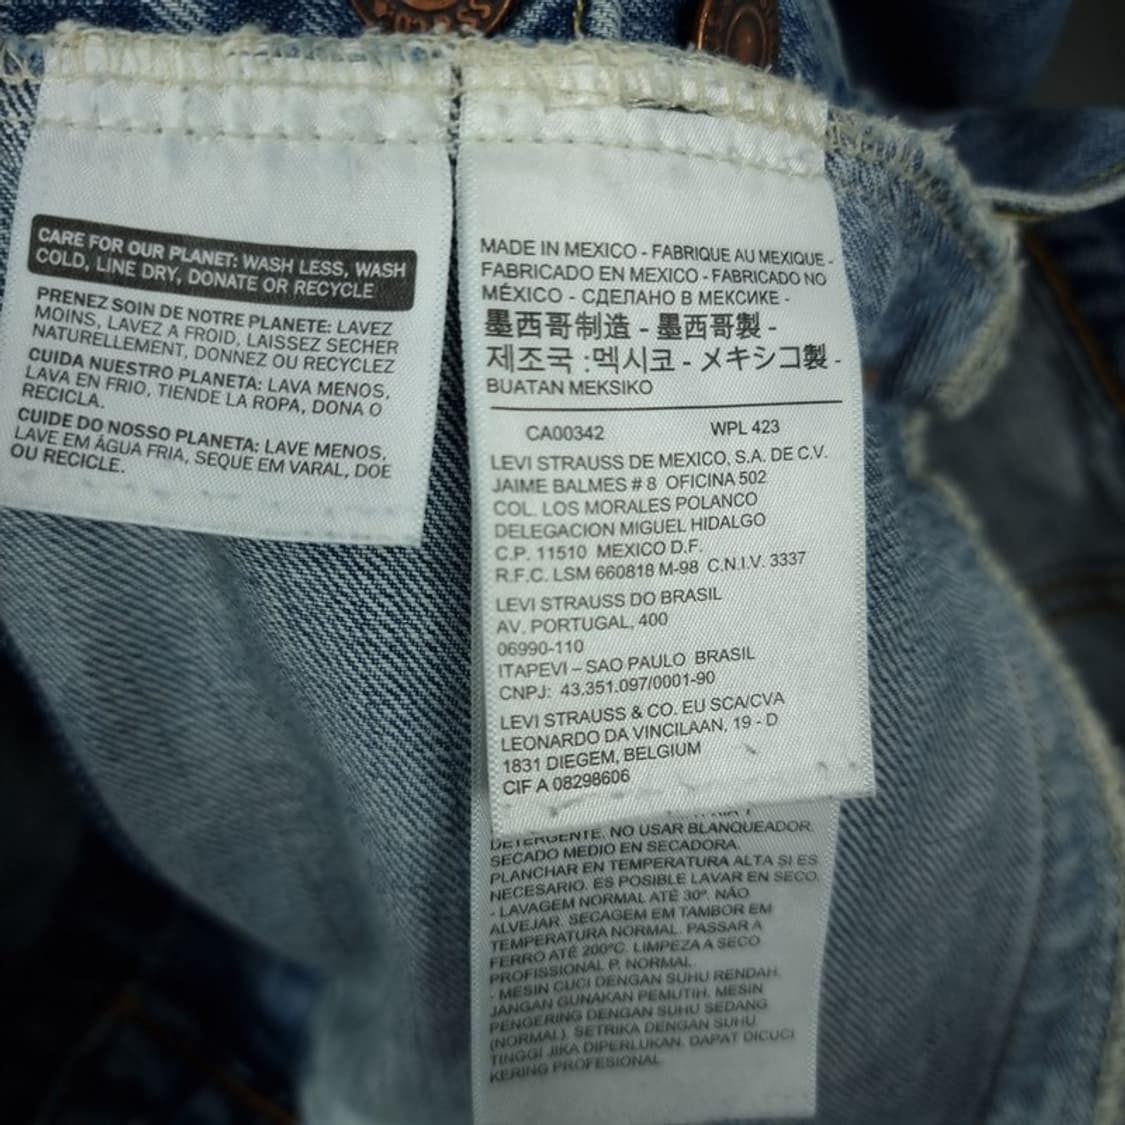 CARE FOR OUR PLANET: WASH LESS, WASH
COLD, LINE DRY, DONATE OR RECYCLE
PRENEZ SOIN DE NOTRE PLANETE: LAVEZ
MOINS, LAVEZ A FROID, LAISSEZ SECHER
NATURELLEMENT, DONNEZ OU RECYCLEZ
CUIDA NUESTRO PLANETA: LAVA MENOS,
LAVA EN FRIO, TIENDE LA ROPA, DONA O
RECICLA.
CUIDE DO NOSSO PLANETA: LAVE MENOS,
LAVE EM ÁGUA FRIA, SEQUE EM VARAL, DOE
OU RECICLE.
MADE IN MEXICO - FABRIQUE AU MEXIQUE -
FABRICADO EN MEXICO - FABRICADO NO
MÉXICO - СДЕЛАНО В МЕКСИКЕ -
墨西哥制造 - 墨西哥製 -
제조국 :멕시코 - メキシコ製 -
BUATAN MEKSIKO
CA00342 WPL 423
LEVI STRAUSS DE MEXICO, S.A. DE C.V.
JAIME BALMES # 8 OFICINA 502
COL. LOS MORALES POLANCO
DELEGACION MIGUEL HIDALGO
C.P. 11510 MEXICO D.F.
R.F.C. LSM 660818 M-98 C.N.I.V. 3337
LEVI STRAUSS DO BRASIL
AV. PORTUGAL, 400
06990-110
ITAPEVI – SAO PAULO BRASIL
CNPJ: 43.351.097/0001-90
LEVI STRAUSS & CO. EU SCA/CVA
LEONARDO DA VINCILAAN, 19 - D
1831 DIEGEM, BELGIUM
CIF A 08298606
DETERGENTE. NO USAR BLANQUEADOR.
SECADO MEDIO EN SECADORA.
PLANCHAR EN TEMPERATURA ALTA SI ES
NECESARIO. ES POSIBLE LAVAR EN SECO.
- LAVAGEM NORMAL ATÉ 30º. NÃO
ALVEJAR. SECAGEM EM TAMBOR EM
TEMPERATURA NORMAL. PASSAR A
FERRO ATÉ 200ºC. LIMPEZA A SECO
PROFISSIONAL P. NORMAL.
- MESIN CUCI DENGAN SUHU RENDAH.
JANGAN GUNAKAN PEMUTIH. MESIN
PENGERING DENGAN SUHU SEDANG
(NORMAL). SETRIKA DENGAN SUHU
TINGGI JIKA DIPERLUKAN. DAPAT DICUCI
KERING PROFESIONAL.